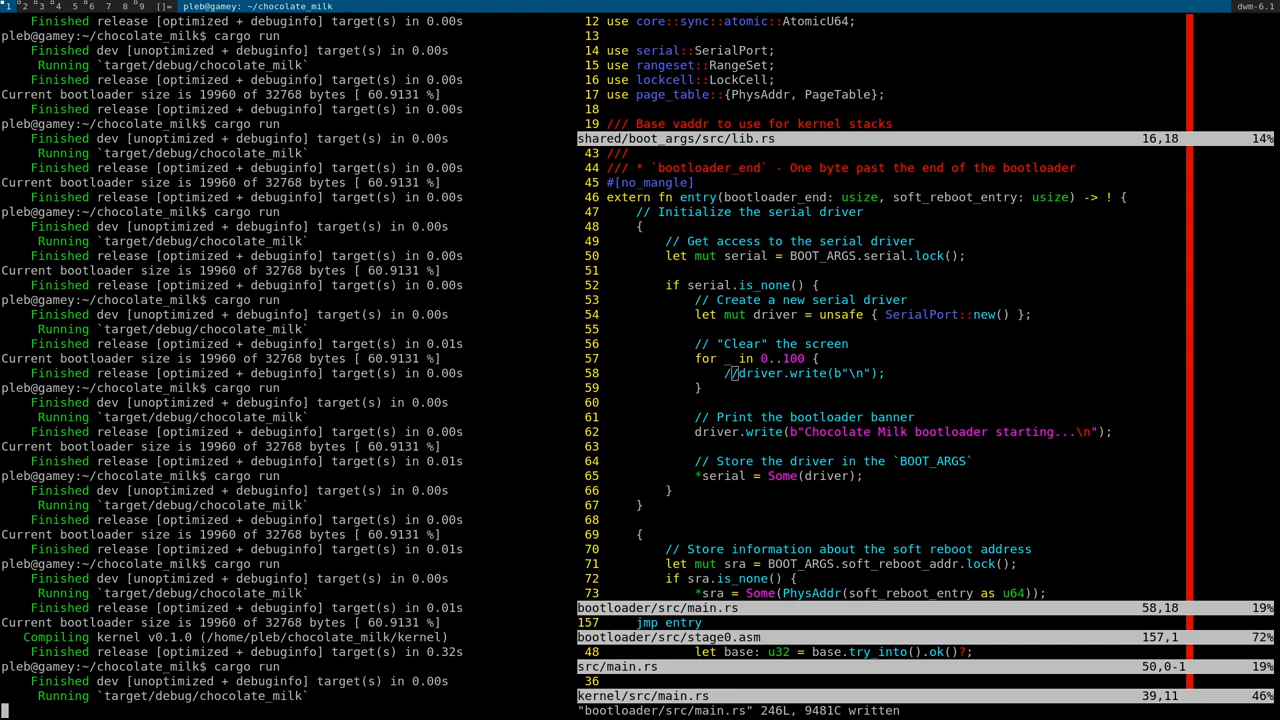 1 2 3 4 5 6 7 8 9 []= pleb@gamey: ~/chocolate_milk dwm-6.1
Finished release [optimized + debuginfo] target(s) in 0.00s
pleb@gamey:~/chocolate_milk$ cargo run
Finished dev [unoptimized + debuginfo] target(s) in 0.00s
Running `target/debug/chocolate_milk`
Finished release [optimized + debuginfo] target(s) in 0.00s
Current bootloader size is 19960 of 32768 bytes [ 60.9131 %]
Finished release [optimized + debuginfo] target(s) in 0.00s
pleb@gamey:~/chocolate_milk$ cargo run
Finished dev [unoptimized + debuginfo] target(s) in 0.00s
Running `target/debug/chocolate_milk`
Finished release [optimized + debuginfo] target(s) in 0.00s
Current bootloader size is 19960 of 32768 bytes [ 60.9131 %]
Finished release [optimized + debuginfo] target(s) in 0.00s
pleb@gamey:~/chocolate_milk$ cargo run
Finished dev [unoptimized + debuginfo] target(s) in 0.00s
Running `target/debug/chocolate_milk`
Finished release [optimized + debuginfo] target(s) in 0.00s
Current bootloader size is 19960 of 32768 bytes [ 60.9131 %]
Finished release [optimized + debuginfo] target(s) in 0.00s
pleb@gamey:~/chocolate_milk$ cargo run
Finished dev [unoptimized + debuginfo] target(s) in 0.00s
Running `target/debug/chocolate_milk`
Finished release [optimized + debuginfo] target(s) in 0.01s
Current bootloader size is 19960 of 32768 bytes [ 60.9131 %]
Finished release [optimized + debuginfo] target(s) in 0.00s
pleb@gamey:~/chocolate_milk$ cargo run
Finished dev [unoptimized + debuginfo] target(s) in 0.00s
Running `target/debug/chocolate_milk`
Finished release [optimized + debuginfo] target(s) in 0.00s
Current bootloader size is 19960 of 32768 bytes [ 60.9131 %]
Finished release [optimized + debuginfo] target(s) in 0.01s
pleb@gamey:~/chocolate_milk$ cargo run
Finished dev [unoptimized + debuginfo] target(s) in 0.00s
Running `target/debug/chocolate_milk`
Finished release [optimized + debuginfo] target(s) in 0.00s
Current bootloader size is 19960 of 32768 bytes [ 60.9131 %]
Finished release [optimized + debuginfo] target(s) in 0.01s
pleb@gamey:~/chocolate_milk$ cargo run
Finished dev [unoptimized + debuginfo] target(s) in 0.00s
Running `target/debug/chocolate_milk`
Finished release [optimized + debuginfo] target(s) in 0.01s
Current bootloader size is 19960 of 32768 bytes [ 60.9131 %]
Compiling kernel v0.1.0 (/home/pleb/chocolate_milk/kernel)
Finished release [optimized + debuginfo] target(s) in 0.32s
pleb@gamey:~/chocolate_milk$ cargo run
Finished dev [unoptimized + debuginfo] target(s) in 0.00s
Running `target/debug/chocolate_milk`
12 use core::sync::atomic::AtomicU64;
13
14 use serial::SerialPort;
15 use rangeset::RangeSet;
16 use lockcell::LockCell;
17 use page_table::{PhysAddr, PageTable};
18
19 /// Base vaddr to use for kernel stacks
shared/boot_args/src/lib.rs 16,18 14%
43 ///
44 /// * `bootloader_end` - One byte past the end of the bootloader
45 #[no_mangle]
46 extern fn entry(bootloader_end: usize, soft_reboot_entry: usize) -> ! {
47 // Initialize the serial driver
48 {
49 // Get access to the serial driver
50 let mut serial = BOOT_ARGS.serial.lock();
51
52 if serial.is_none() {
53 // Create a new serial driver
54 let mut driver = unsafe { SerialPort::new() };
55
56 // "Clear" the screen
57 for _ in 0..100 {
58 //driver.write(b"\n");
59 }
60
61 // Print the bootloader banner
62 driver.write(b"Chocolate Milk bootloader starting...\n");
63
64 // Store the driver in the `BOOT_ARGS`
65 *serial = Some(driver);
66 }
67 }
68
69 {
70 // Store information about the soft reboot address
71 let mut sra = BOOT_ARGS.soft_reboot_addr.lock();
72 if sra.is_none() {
73 *sra = Some(PhysAddr(soft_reboot_entry as u64));
bootloader/src/main.rs 58,18 19%
157 jmp entry
bootloader/src/stage0.asm 157,1 72%
48 let base: u32 = base.try_into().ok()?;
src/main.rs 50,0-1 19%
36
kernel/src/main.rs 39,11 46%
"bootloader/src/main.rs" 246L, 9481C written